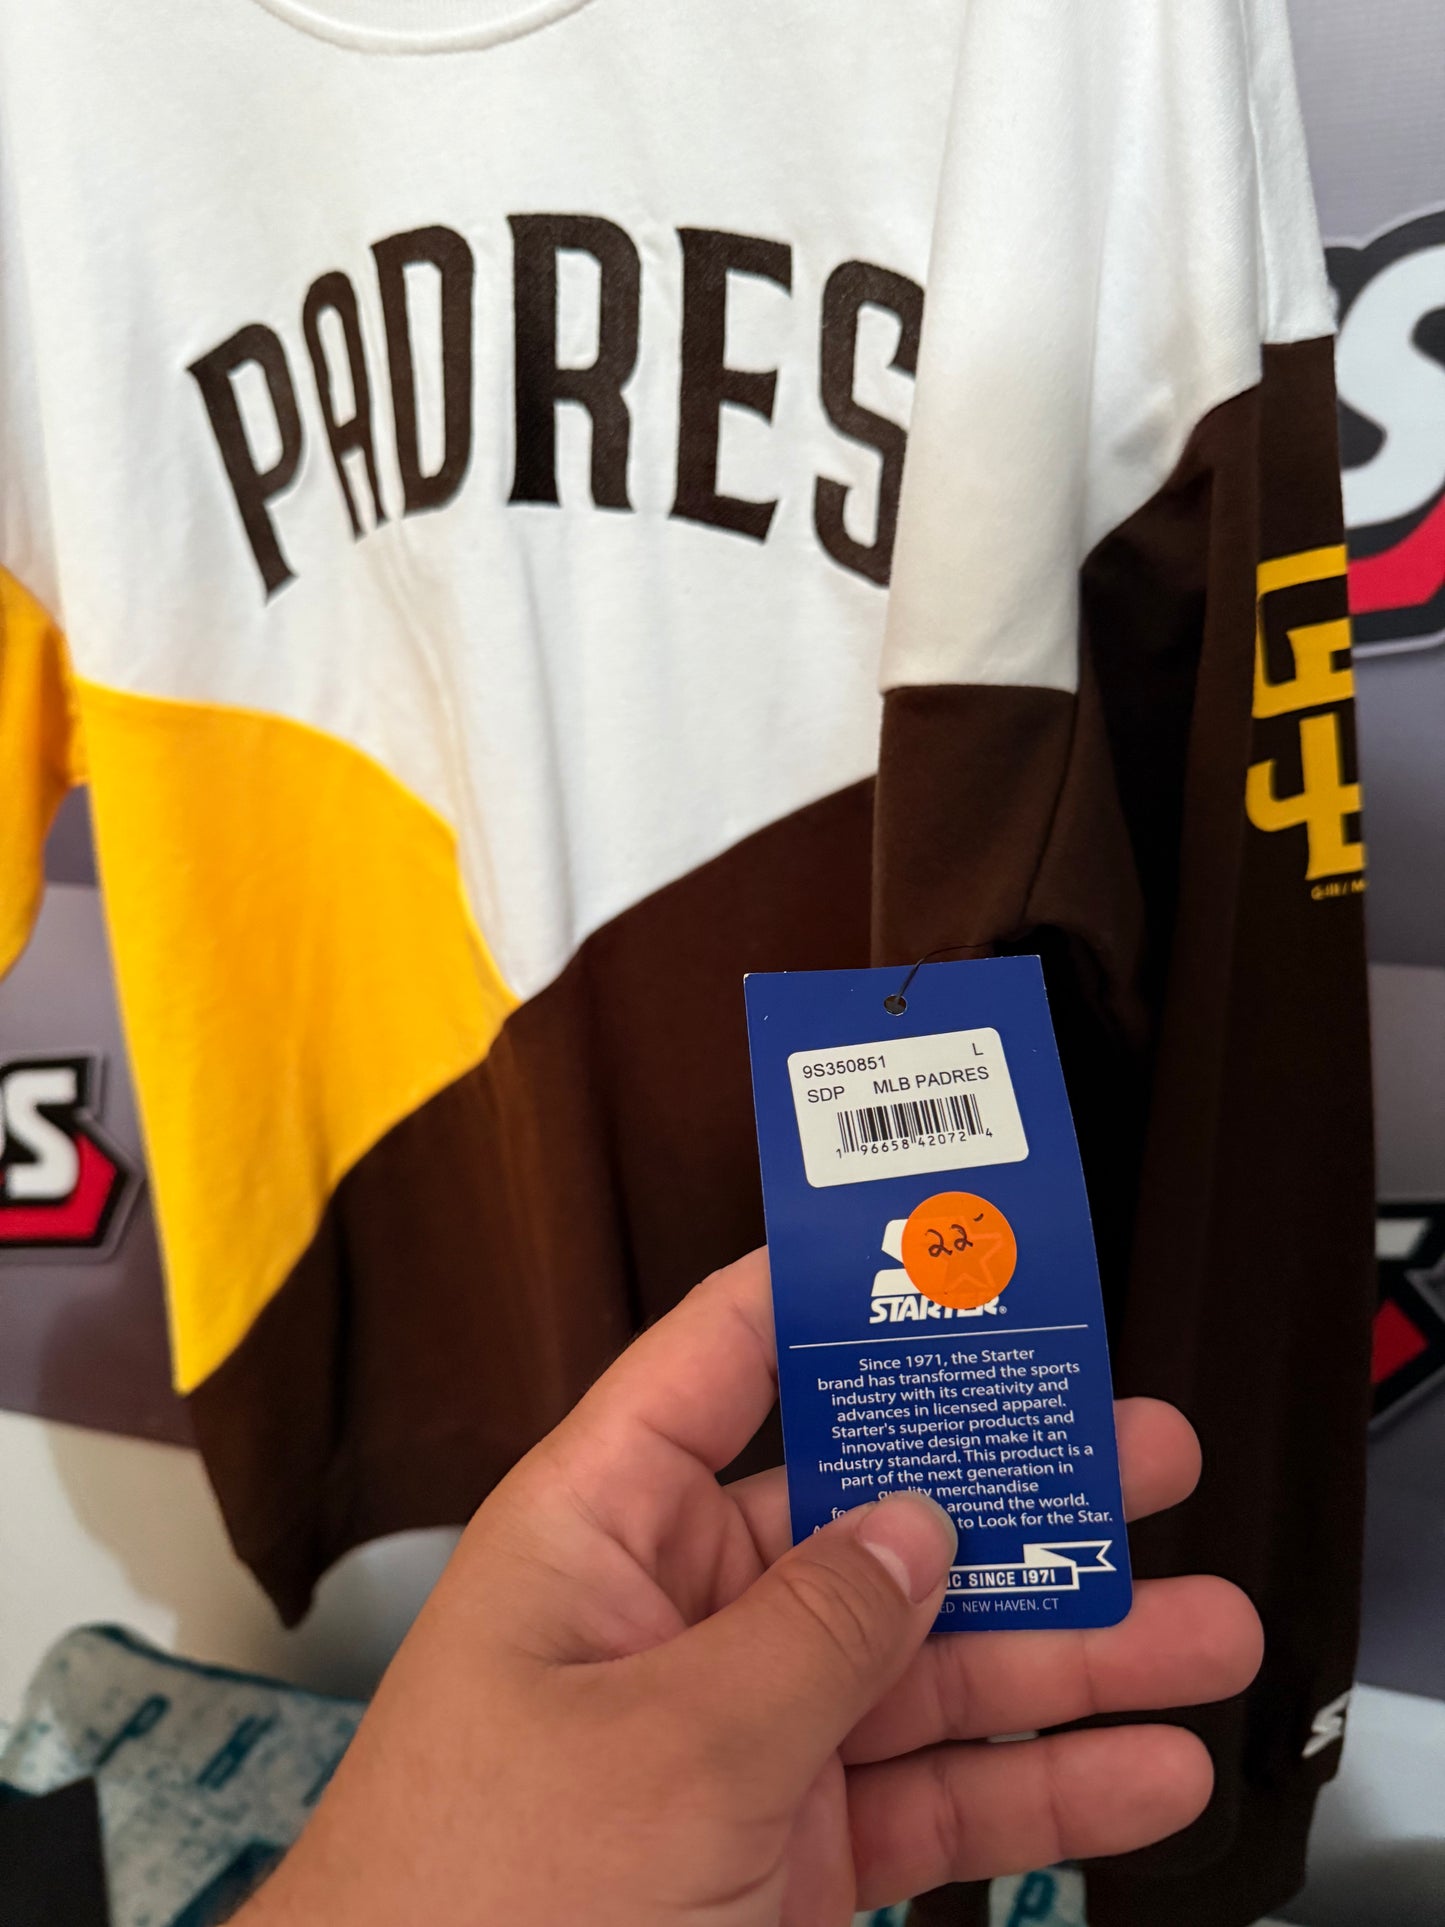 PADRES
9S350851 L
SDP MLB PADRES
1 96658 42072 4
22
STARTER®
Since 1971, the Starter
brand has transformed the sports
industry with its creativity and
advances in licensed apparel.
Starter's superior products and
innovative design make it an
industry standard. This product is a
part of the next generation in
quality merchandise
around the world.
to Look for the Star.
SINCE 1971
NEW HAVEN. CT